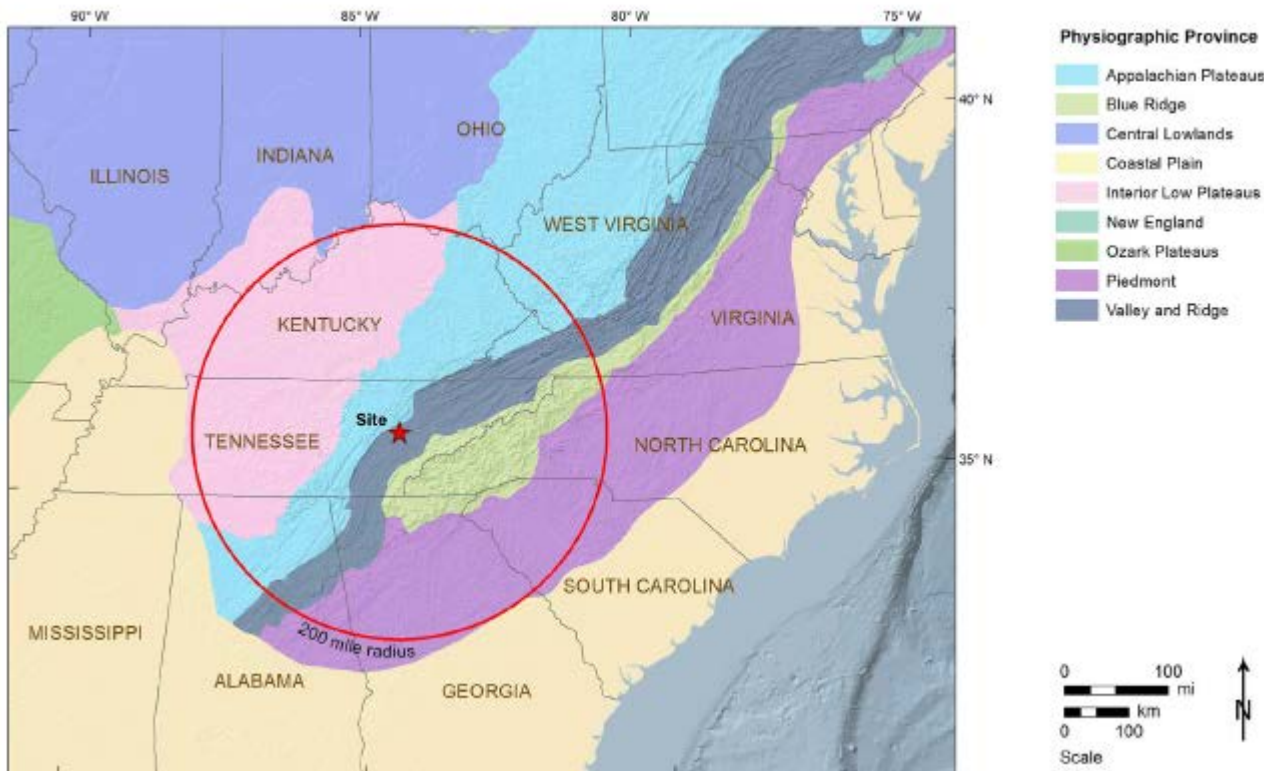 90° W
85° W
80° W
75° W
40° N
35° N
OHIO
INDIANA
ILLINOIS
WEST VIRGINIA
KENTUCKY
VIRGINIA
Site
TENNESSEE
NORTH CAROLINA
SOUTH CAROLINA
MISSISSIPPI
200 mile radius
ALABAMA
GEORGIA
Physiographic Province
Appalachian Plateaus
Blue Ridge
Central Lowlands
Coastal Plain
Interior Low Plateaus
New England
Ozark Plateaus
Piedmont
Valley and Ridge
0 100
mi
km
0 100
Scale
N